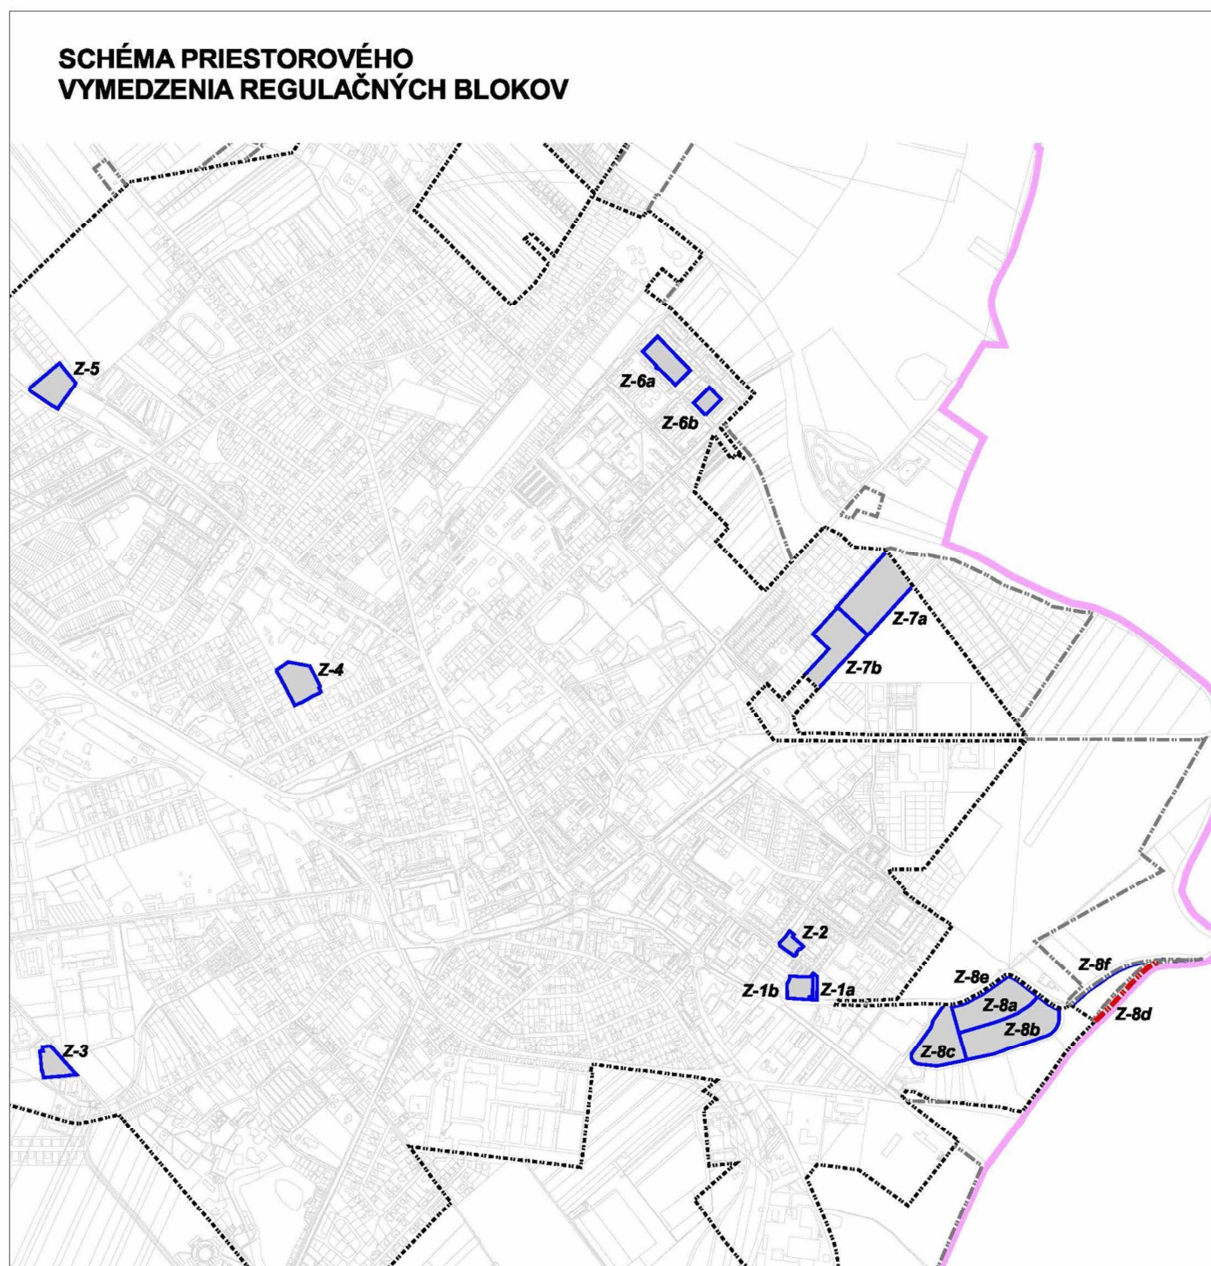 SCHÉMA PRIESTOROVÉHO
VYMEDZENIA REGULAČNÝCH BLOKOV
Z-5
Z-6a
Z-6b
Z-7a
Z-7b
Z-4
Z-2
Z-1b
Z-1a
Z-8f
Z-8e
Z-8a
Z-8d
Z-8b
Z-8c
Z-3